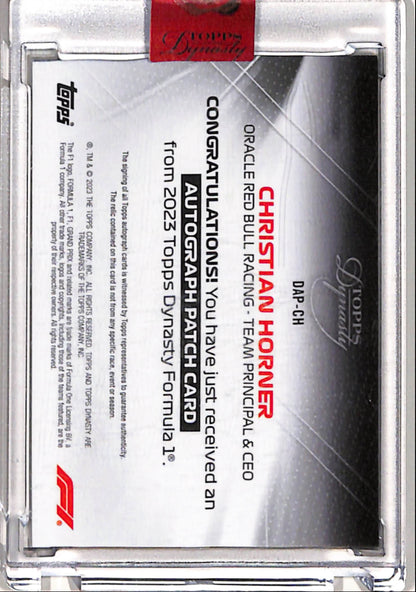 TOPPS
Dynasty
TOPPS
Dynasty
DAP-CH
CHRISTIAN HORNER
ORACLE RED BULL RACING - TEAM PRINCIPAL & CEO
CONGRATULATIONS! You have just received an
AUTOGRAPH PATCH CARD
from 2023 Topps Dynasty Formula 1®.
The signing of all Topps autograph cards is witnessed by Topps representatives to guarantee authenticity.
The relic contained on this card is not from any specific race, event or season.
®, TM & © 2023 THE TOPPS COMPANY, INC. ALL RIGHTS RESERVED. TOPPS AND TOPPS DYNASTY ARE
TRADEMARKS OF THE TOPPS COMPANY, INC.
The F1 logo, FORMULA 1, F1, GRAND PRIX and related marks are trade marks of Formula One Licensing BV, a
Formula 1 company. All other trade marks, logos and copyrights, including those of the teams featured, are the
property of their respective owners. All rights reserved.
topps
F1